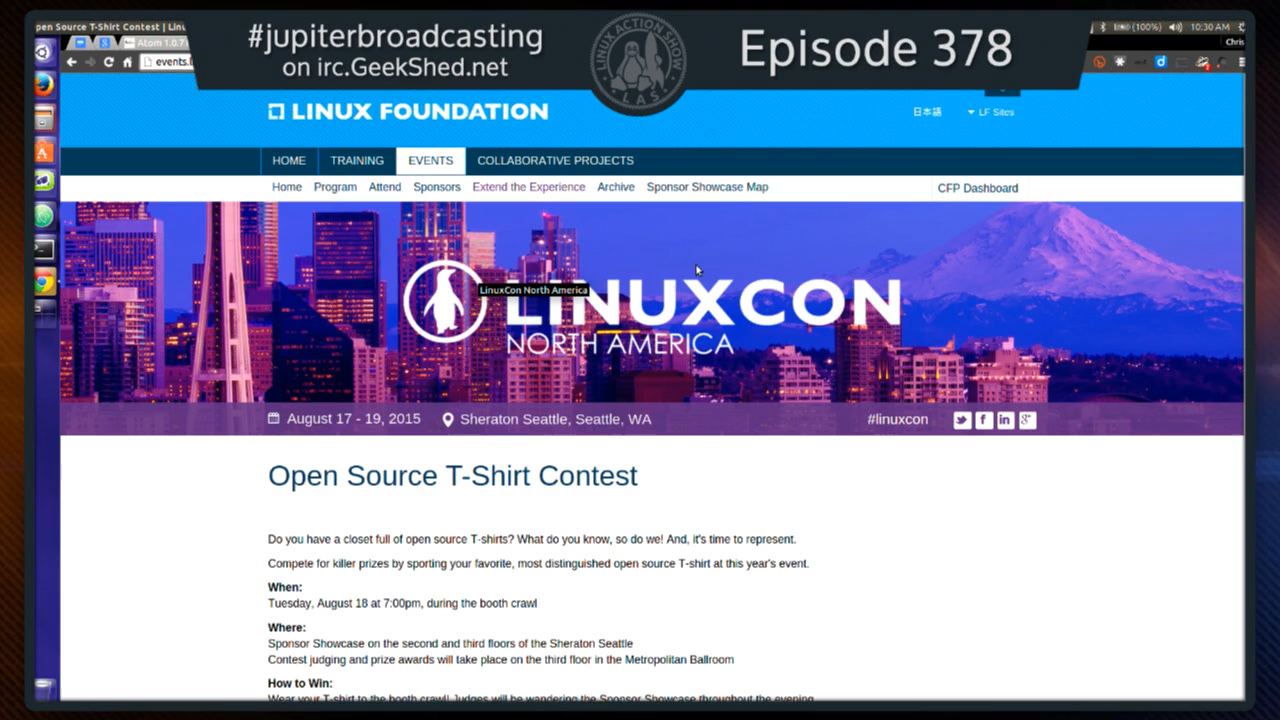 pen Source T-Shirt Contest | Linu
(100%)
10:30 AM
Atom 1.0.7
Chris
events.l
#jupiterbroadcasting
on irc.GeekShed.net
LINUX ACTION SHOW
LAS
Episode 378
LINUX FOUNDATION
日本語
LF Sites
HOME TRAINING EVENTS COLLABORATIVE PROJECTS
Home Program Attend Sponsors Extend the Experience Archive Sponsor Showcase Map
CFP Dashboard
LinuxCon North America
LINUXCON
NORTH AMERICA
August 17 - 19, 2015 Sheraton Seattle, Seattle, WA #linuxcon
Open Source T-Shirt Contest
Do you have a closet full of open source T-shirts? What do you know, so do we! And, it's time to represent.
Compete for killer prizes by sporting your favorite, most distinguished open source T-shirt at this year's event.
When:
Tuesday, August 18 at 7:00pm, during the booth crawl
Where:
Sponsor Showcase on the second and third floors of the Sheraton Seattle
Contest judging and prize awards will take place on the third floor in the Metropolitan Ballroom
How to Win:
Wear your T-shirt to the booth crawl! Judges will be wandering the Sponsor Showcase throughout the evening